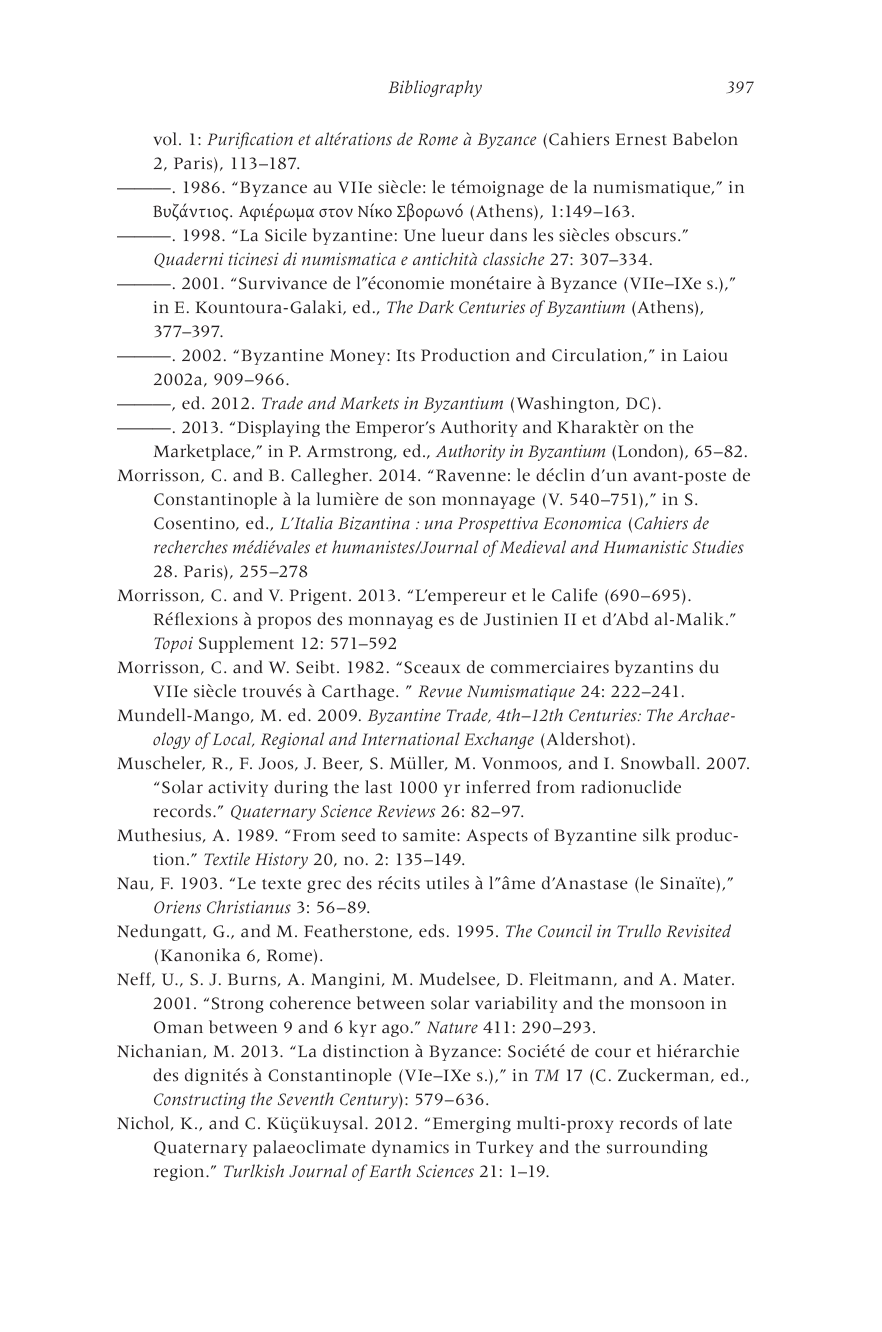 Bibliography 397
vol. 1: Purification et altérations de Rome à Byzance (Cahiers Ernest Babelon
2, Paris), 113–187.
———. 1986. “Byzance au VIIe siècle: le témoignage de la numismatique,” in
Βυζάντιος. Αφιέρωμα στον Νίκο Σβορωνό (Athens), 1:149–163.
———. 1998. “La Sicile byzantine: Une lueur dans les siècles obscurs.”
Quaderni ticinesi di numismatica e antichità classiche 27: 307–334.
———. 2001. “Survivance de l”économie monétaire à Byzance (VIIe–IXe s.),”
in E. Kountoura-Galaki, ed., The Dark Centuries of Byzantium (Athens),
377–397.
———. 2002. “Byzantine Money: Its Production and Circulation,” in Laiou
2002a, 909–966.
———, ed. 2012. Trade and Markets in Byzantium (Washington, DC).
———. 2013. “Displaying the Emperor’s Authority and Kharaktèr on the
Marketplace,” in P. Armstrong, ed., Authority in Byzantium (London), 65–82.
Morrisson, C. and B. Callegher. 2014. “Ravenne: le déclin d’un avant-poste de
Constantinople à la lumière de son monnayage (V. 540–751),” in S.
Cosentino, ed., L’Italia Bizantina : una Prospettiva Economica (Cahiers de
recherches médiévales et humanistes/Journal of Medieval and Humanistic Studies
28. Paris), 255–278
Morrisson, C. and V. Prigent. 2013. “L’empereur et le Calife (690–695).
Réflexions à propos des monnayag es de Justinien II et d’Abd al-Malik.”
Topoi Supplement 12: 571–592
Morrisson, C. and W. Seibt. 1982. “Sceaux de commerciaires byzantins du
VIIe siècle trouvés à Carthage. ” Revue Numismatique 24: 222–241.
Mundell-Mango, M. ed. 2009. Byzantine Trade, 4th–12th Centuries: The Archae-
ology of Local, Regional and International Exchange (Aldershot).
Muscheler, R., F. Joos, J. Beer, S. Müller, M. Vonmoos, and I. Snowball. 2007.
“Solar activity during the last 1000 yr inferred from radionuclide
records.” Quaternary Science Reviews 26: 82–97.
Muthesius, A. 1989. “From seed to samite: Aspects of Byzantine silk produc-
tion.” Textile History 20, no. 2: 135–149.
Nau, F. 1903. “Le texte grec des récits utiles à l”âme d’Anastase (le Sinaïte),”
Oriens Christianus 3: 56–89.
Nedungatt, G., and M. Featherstone, eds. 1995. The Council in Trullo Revisited
(Kanonika 6, Rome).
Neff, U., S. J. Burns, A. Mangini, M. Mudelsee, D. Fleitmann, and A. Mater.
2001. “Strong coherence between solar variability and the monsoon in
Oman between 9 and 6 kyr ago.” Nature 411: 290–293.
Nichanian, M. 2013. “La distinction à Byzance: Société de cour et hiérarchie
des dignités à Constantinople (VIe–IXe s.),” in TM 17 (C. Zuckerman, ed.,
Constructing the Seventh Century): 579–636.
Nichol, K., and C. Küçükuysal. 2012. “Emerging multi-proxy records of late
Quaternary palaeoclimate dynamics in Turkey and the surrounding
region.” Turlkish Journal of Earth Sciences 21: 1–19.